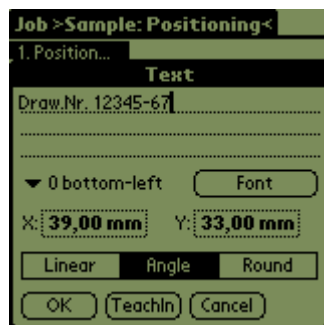 Job >Sample: Positioning<
1. Position...
Text
Draw.Nr. 12345-67
0 bottom-left Font
X: 39,00 mm Y: 33,00 mm
Linear Angle Round
OK TeachIn Cancel